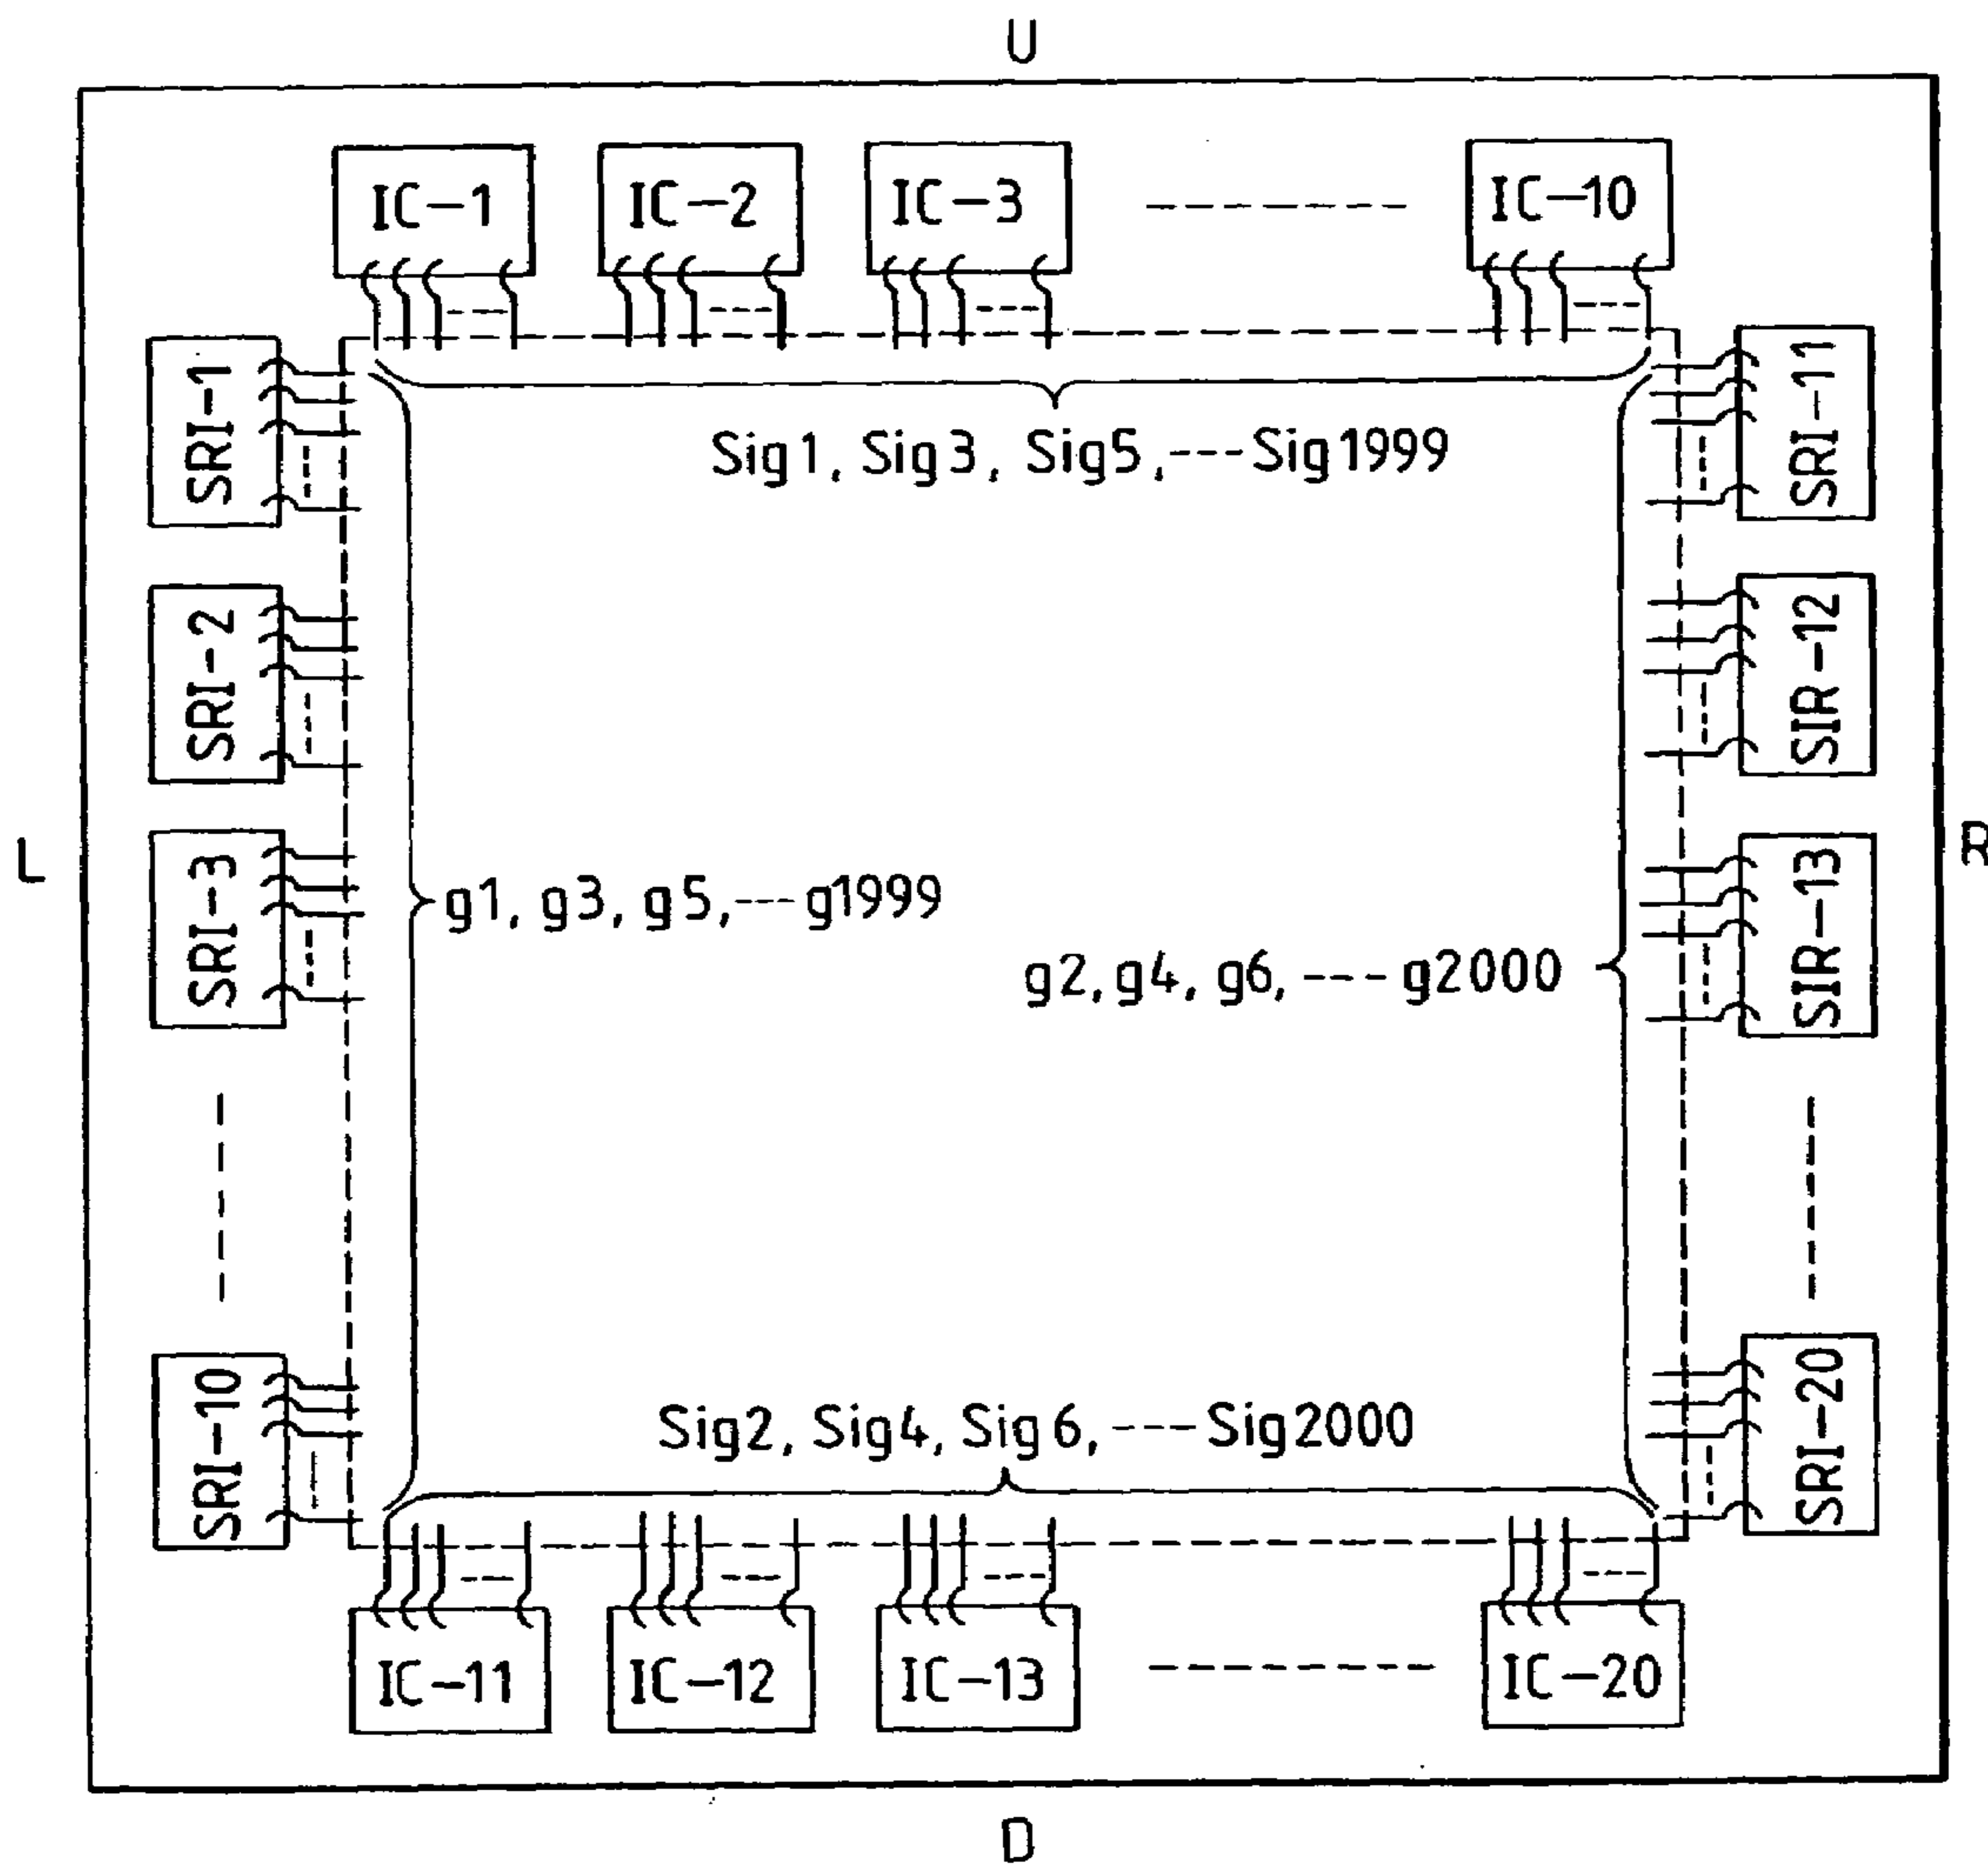 U
IC-1
IC-2
IC-3
---------
IC-10
SRI-1
SRI-11
Sig1, Sig3, Sig5,---Sig1999
SRI-2
SIR-12
L
R
SRI-3
SIR-13
g1, g3, g5,---g1999
g2, g4, g6, ---g2000
SRI-10
SRI-20
Sig2, Sig4, Sig6, ---Sig2000
IC-11
IC-12
IC-13
---------
IC-20
D